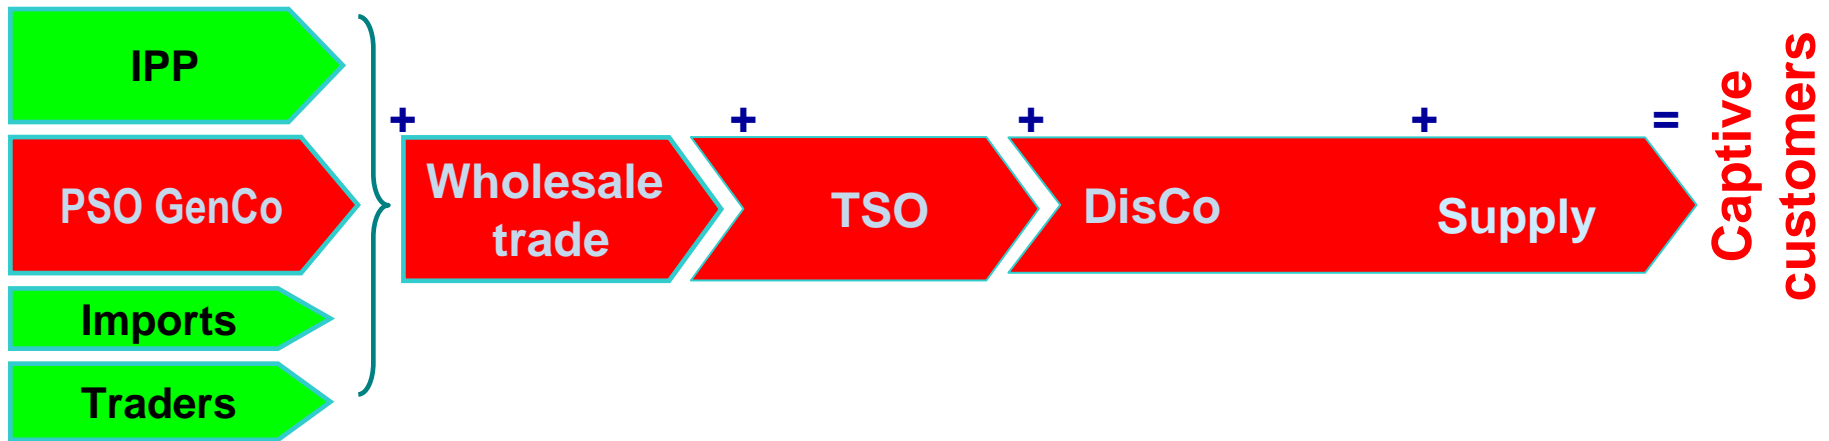 IPP
PSO GenCo
Imports
Traders
+
Wholesale
trade
+
TSO
+
DisCo
+
Supply
=
Captive
customers